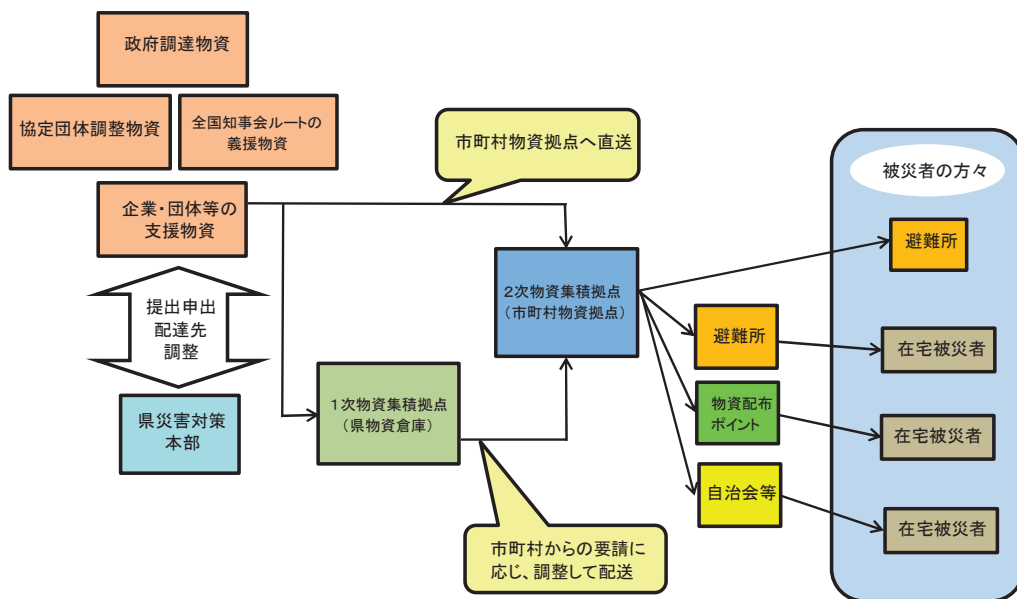 政府調達物資
協定団体調整物資
全国知事会ルートの
義援物資
企業・団体等の
支援物資
提出申出
配達先
調整
県災害対策
本部
市町村物資拠点へ直送
1次物資集積拠点
（県物資倉庫）
2次物資集積拠点
（市町村物資拠点）
市町村からの要請に
応じ、調整して配送
避難所
物資配布
ポイント
自治会等
被災者の方々
避難所
在宅被災者
在宅被災者
在宅被災者